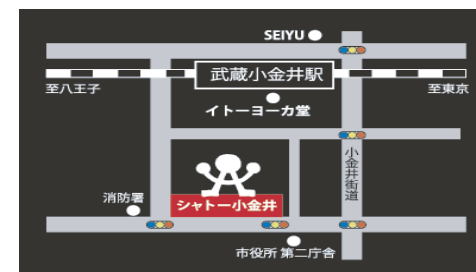 SEIYU
武蔵小金井駅
至八王子
至東京
イトーヨーカ堂
小金井街道
消防署
シャトー小金井
市役所 第二庁舎